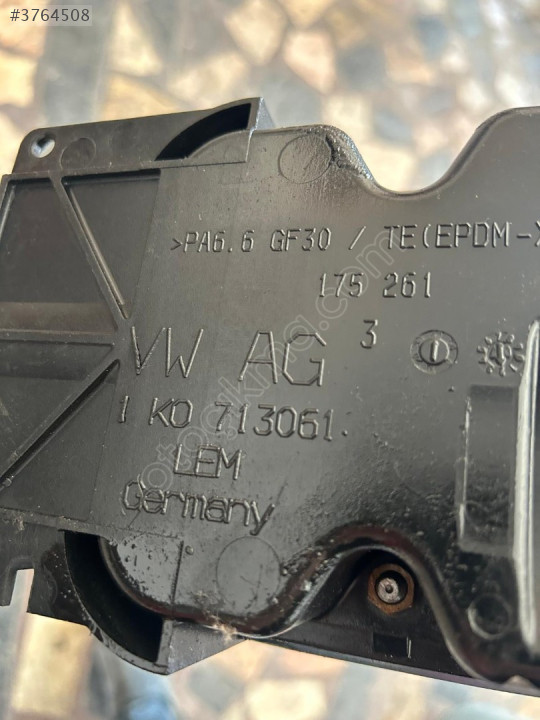 #3764508
>PA6.6 GF30 / TE(EPDM-X
175 261
VW AG 3
1 K0 713061.
LEM
Germany